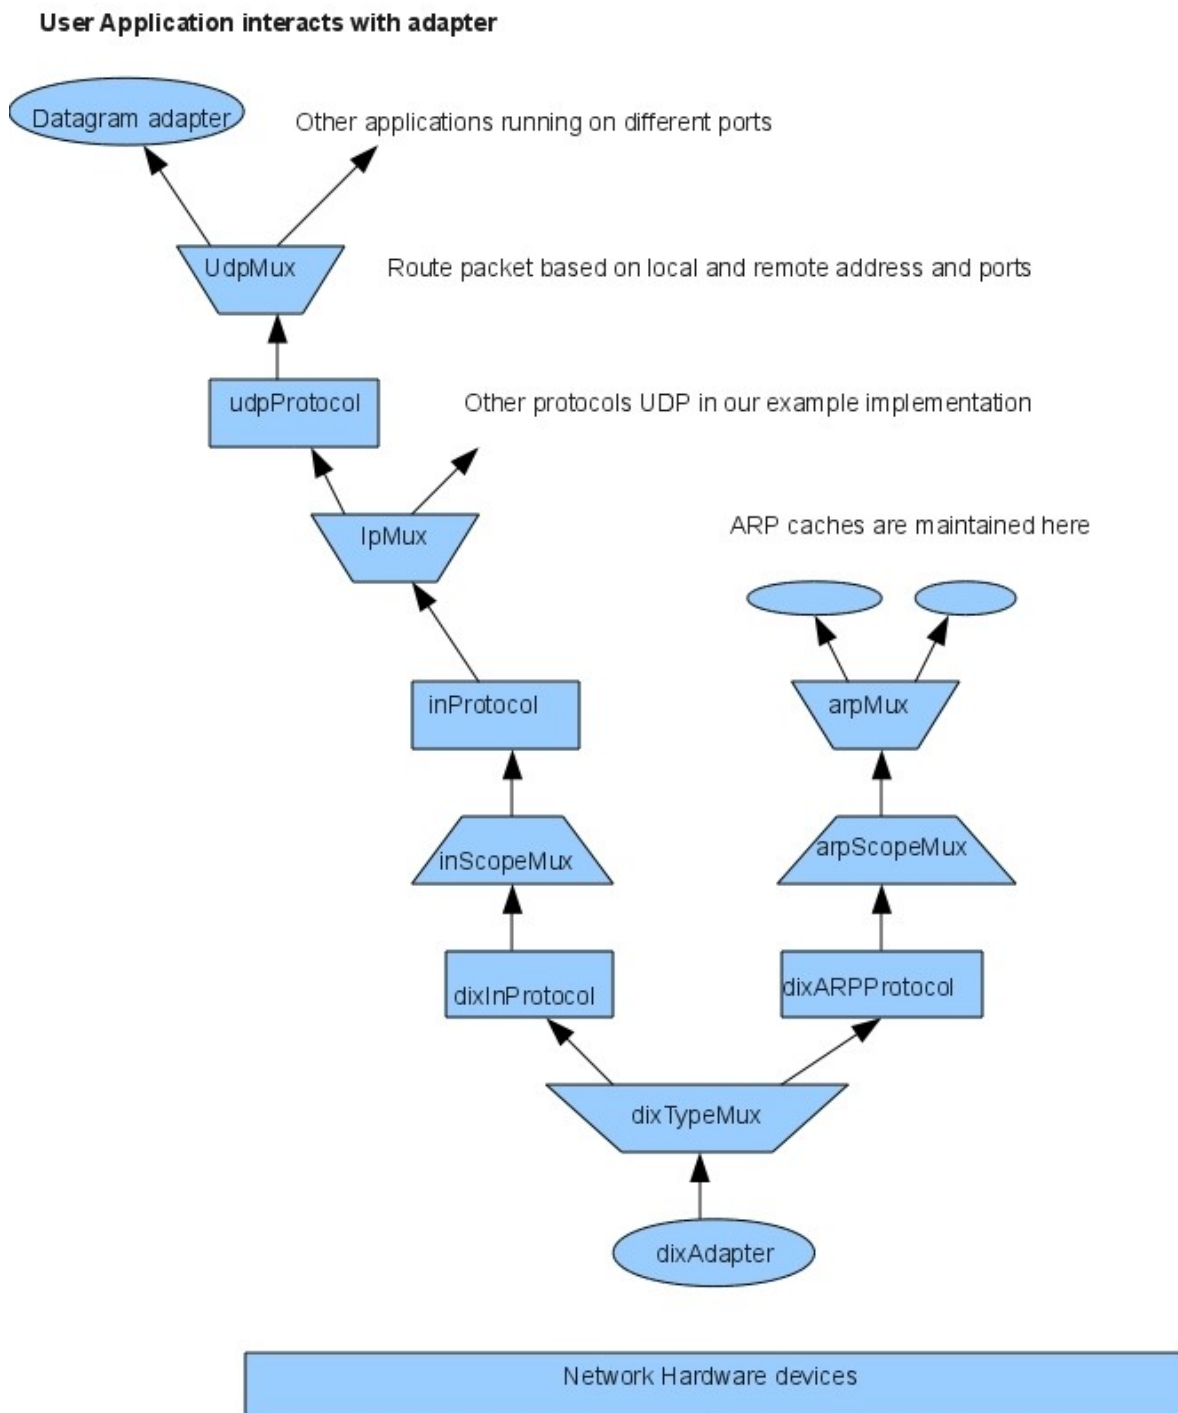 User Application interacts with adapter
Datagram adapter
Other applications running on different ports
UdpMux
Route packet based on local and remote address and ports
udpProtocol
Other protocols UDP in our example implementation
IpMux
ARP caches are maintained here
inProtocol
arpMux
inScopeMux
arpScopeMux
dixInProtocol
dixARPProtocol
dixTypeMux
dixAdapter
Network Hardware devices